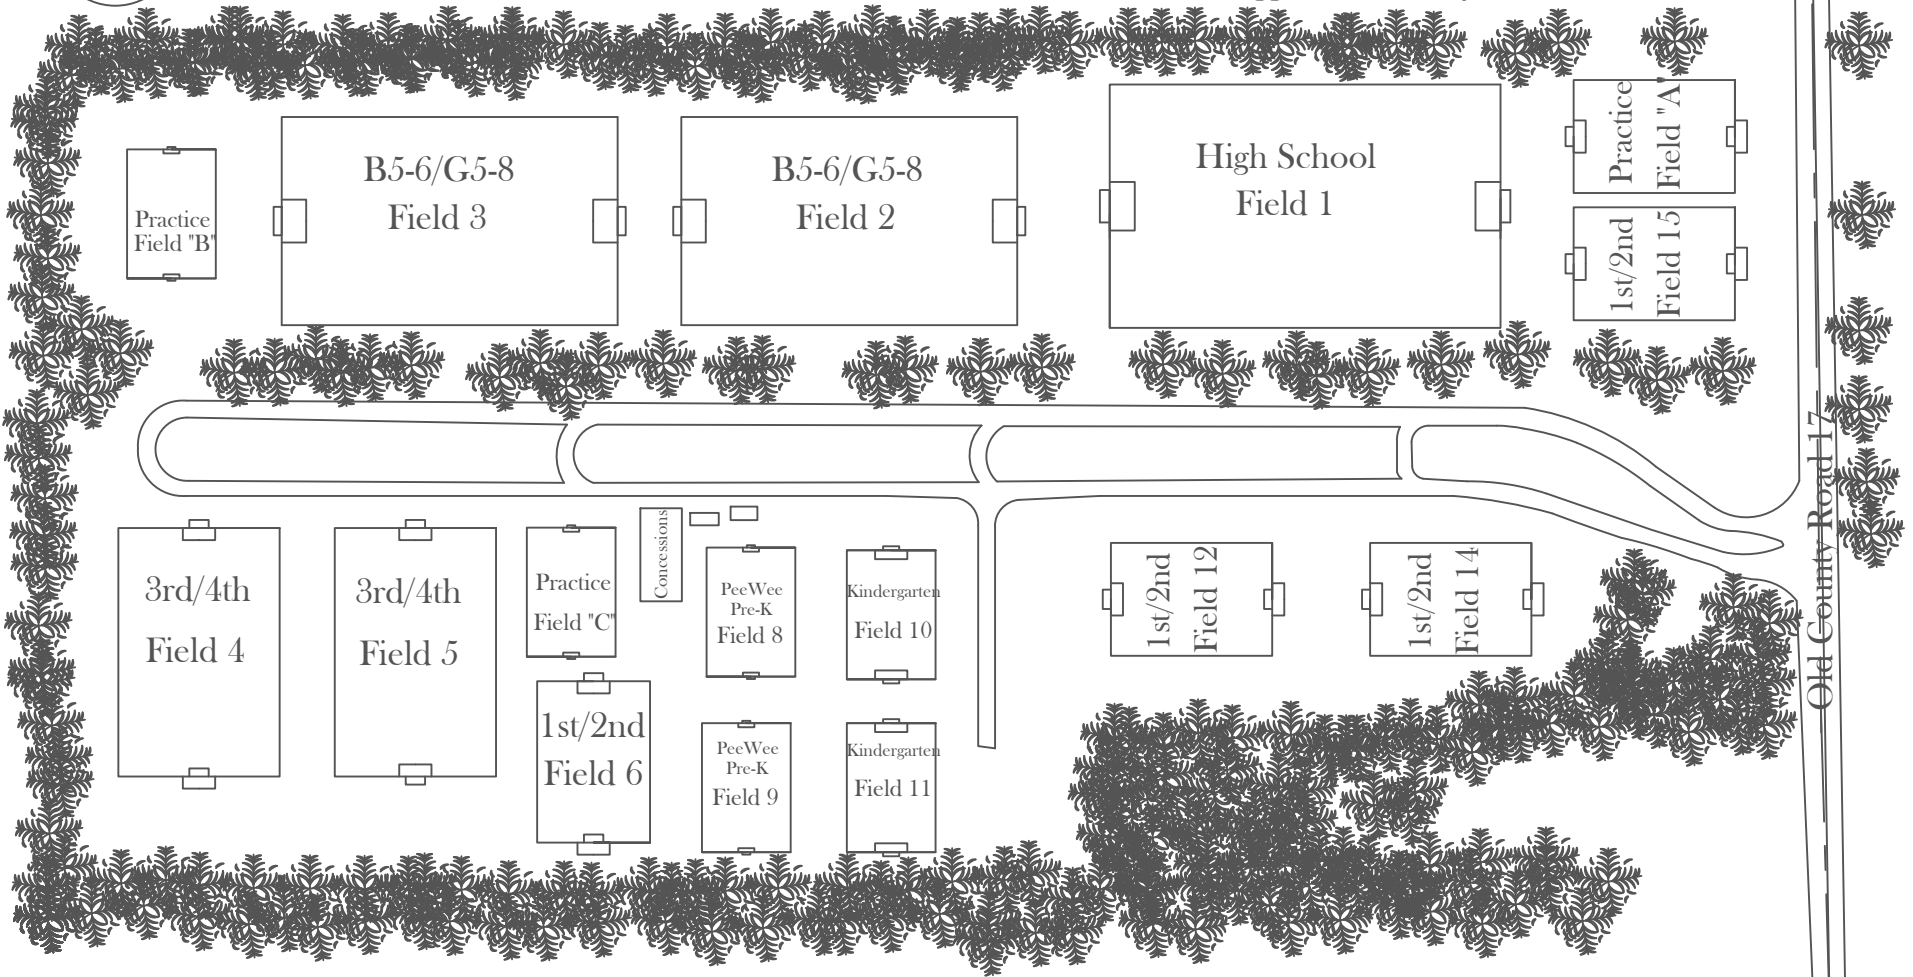 High School
Field 1
B5-6/G5-8
Field 2
B5-6/G5-8
Field 3
Practice
Field "A"
1st/2nd
Field 15
Practice
Field "B"
Old County Road 17
3rd/4th
Field 4
3rd/4th
Field 5
Practice
Field "C"
Concessions
1st/2nd
Field 6
PeeWee
Pre-K
Field 8
PeeWee
Pre-K
Field 9
Kindergarten
Field 10
Kindergarten
Field 11
1st/2nd
Field 12
1st/2nd
Field 14